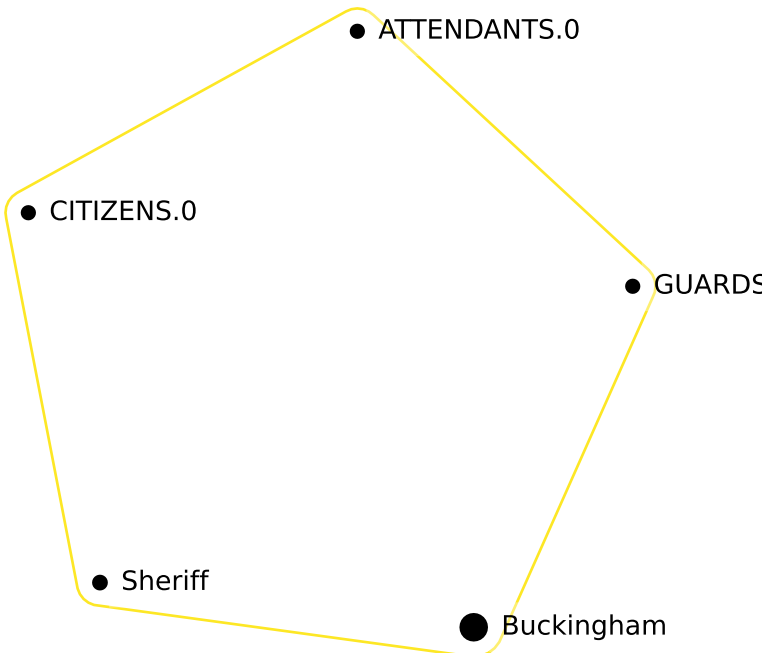 ATTENDANTS.0
CITIZENS.0
GUARDS
Sheriff
Buckingham